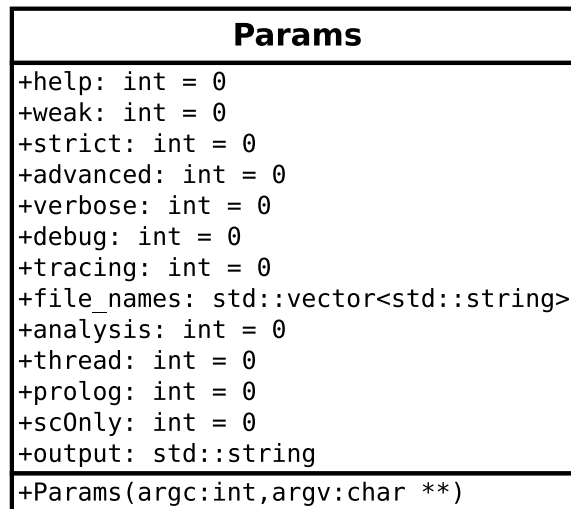 Params
+help: int = 0
+weak: int = 0
+strict: int = 0
+advanced: int = 0
+verbose: int = 0
+debug: int = 0
+tracing: int = 0
+file_names: std::vector<std::string>
+analysis: int = 0
+thread: int = 0
+prolog: int = 0
+scOnly: int = 0
+output: std::string
+Params(argc:int,argv:char **)